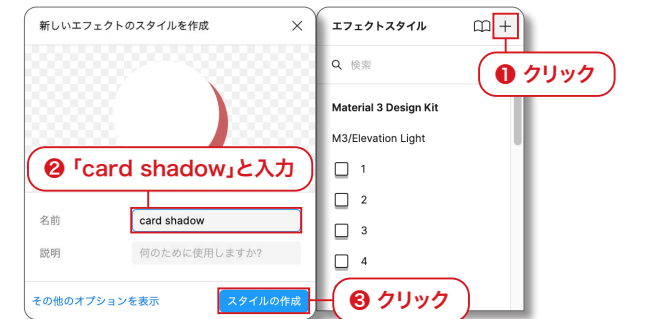 新しいエフェクトのスタイルを作成
エフェクトスタイル
❶ クリック
検索
Material 3 Design Kit
M3/Elevation Light
1
2
3
4
❷「card shadow」と入力
名前
card shadow
説明
何のために使用しますか?
その他のオプションを表示
スタイルの作成
❸ クリック